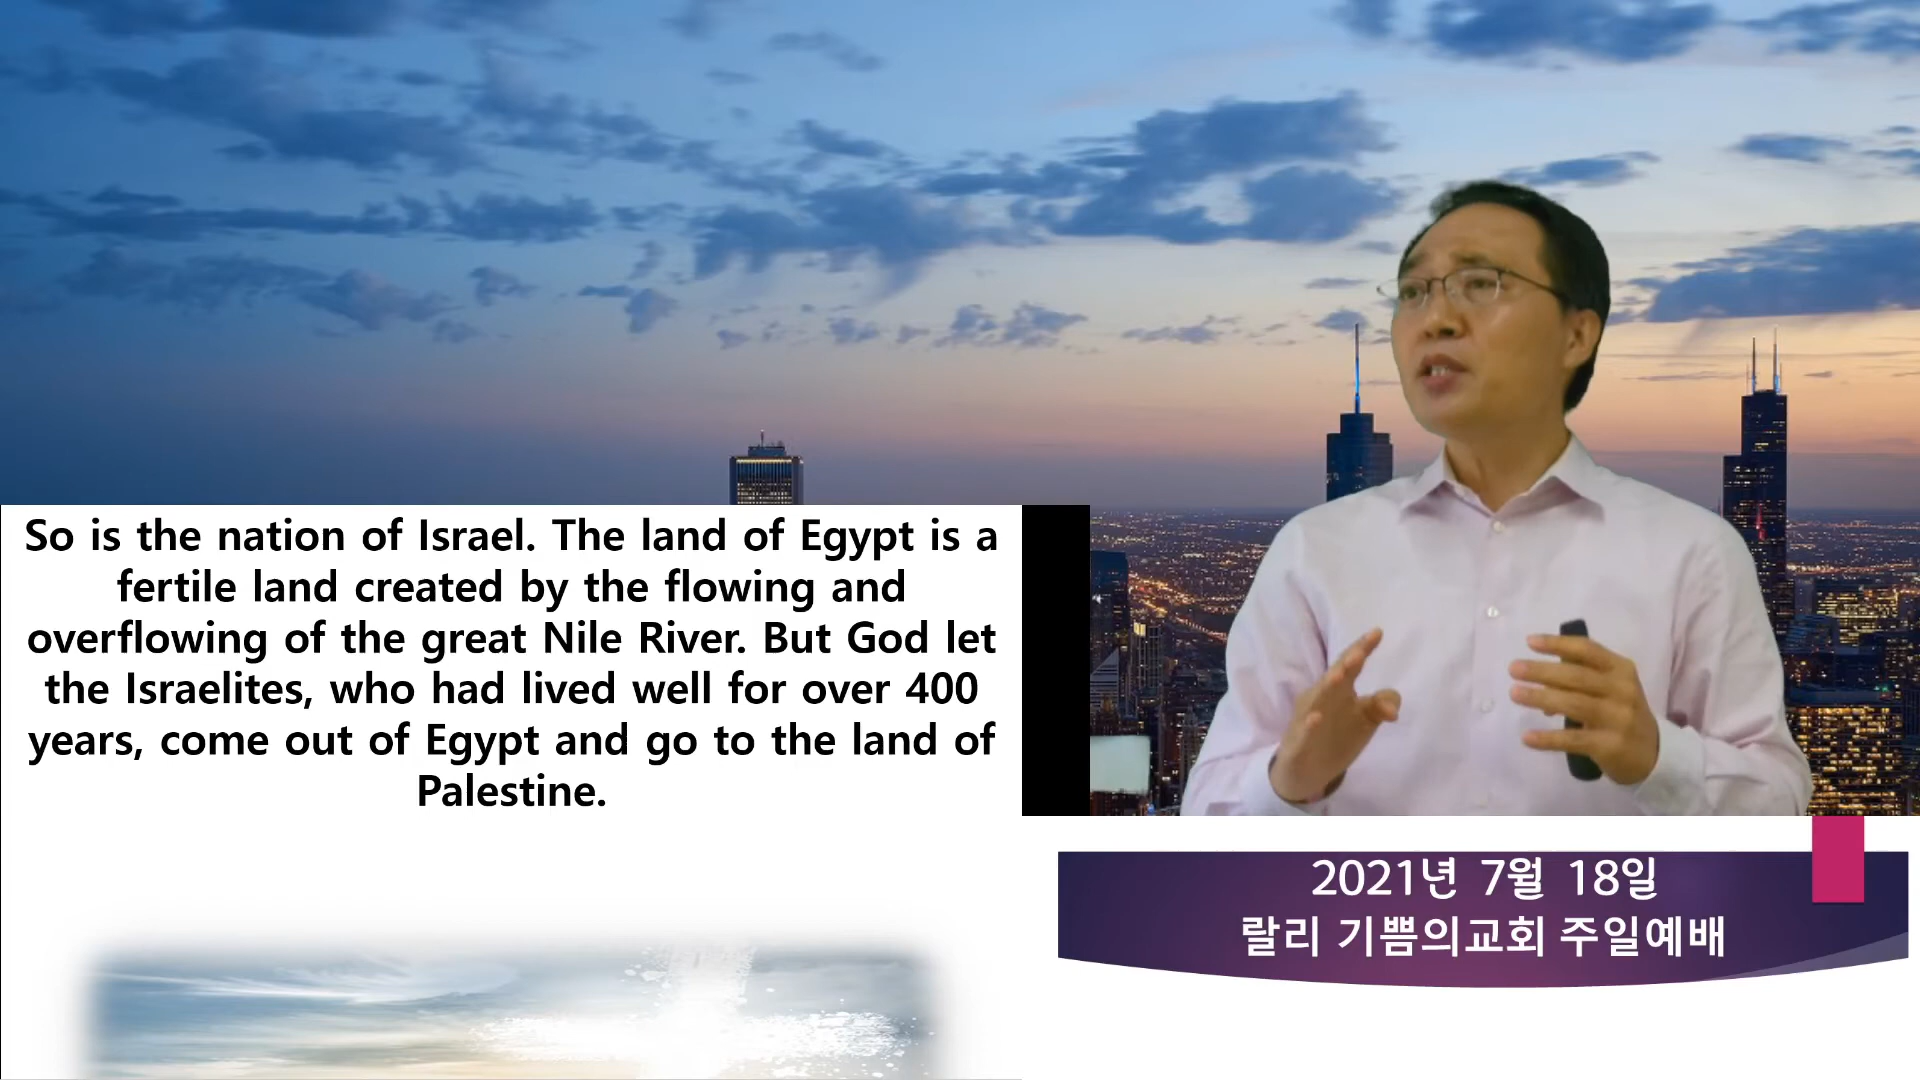 So is the nation of Israel. The land of Egypt is a
fertile land created by the flowing and
overflowing of the great Nile River. But God let
the Israelites, who had lived well for over 400
years, come out of Egypt and go to the land of
Palestine.
2021년 7월 18일
랄리 기쁨의교회 주일예배